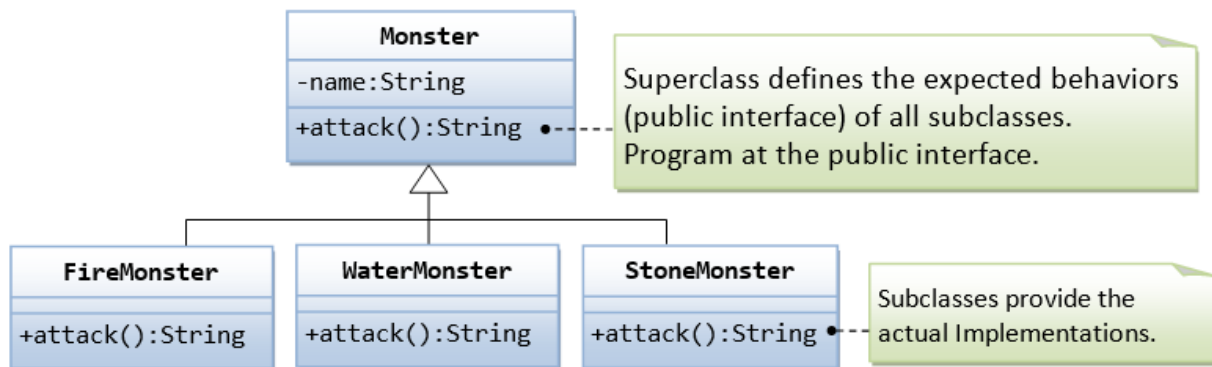 Monster
-name:String
+attack():String
Superclass defines the expected behaviors
(public interface) of all subclasses.
Program at the public interface.
FireMonster
+attack():String
WaterMonster
+attack():String
StoneMonster
+attack():String
Subclasses provide the
actual Implementations.